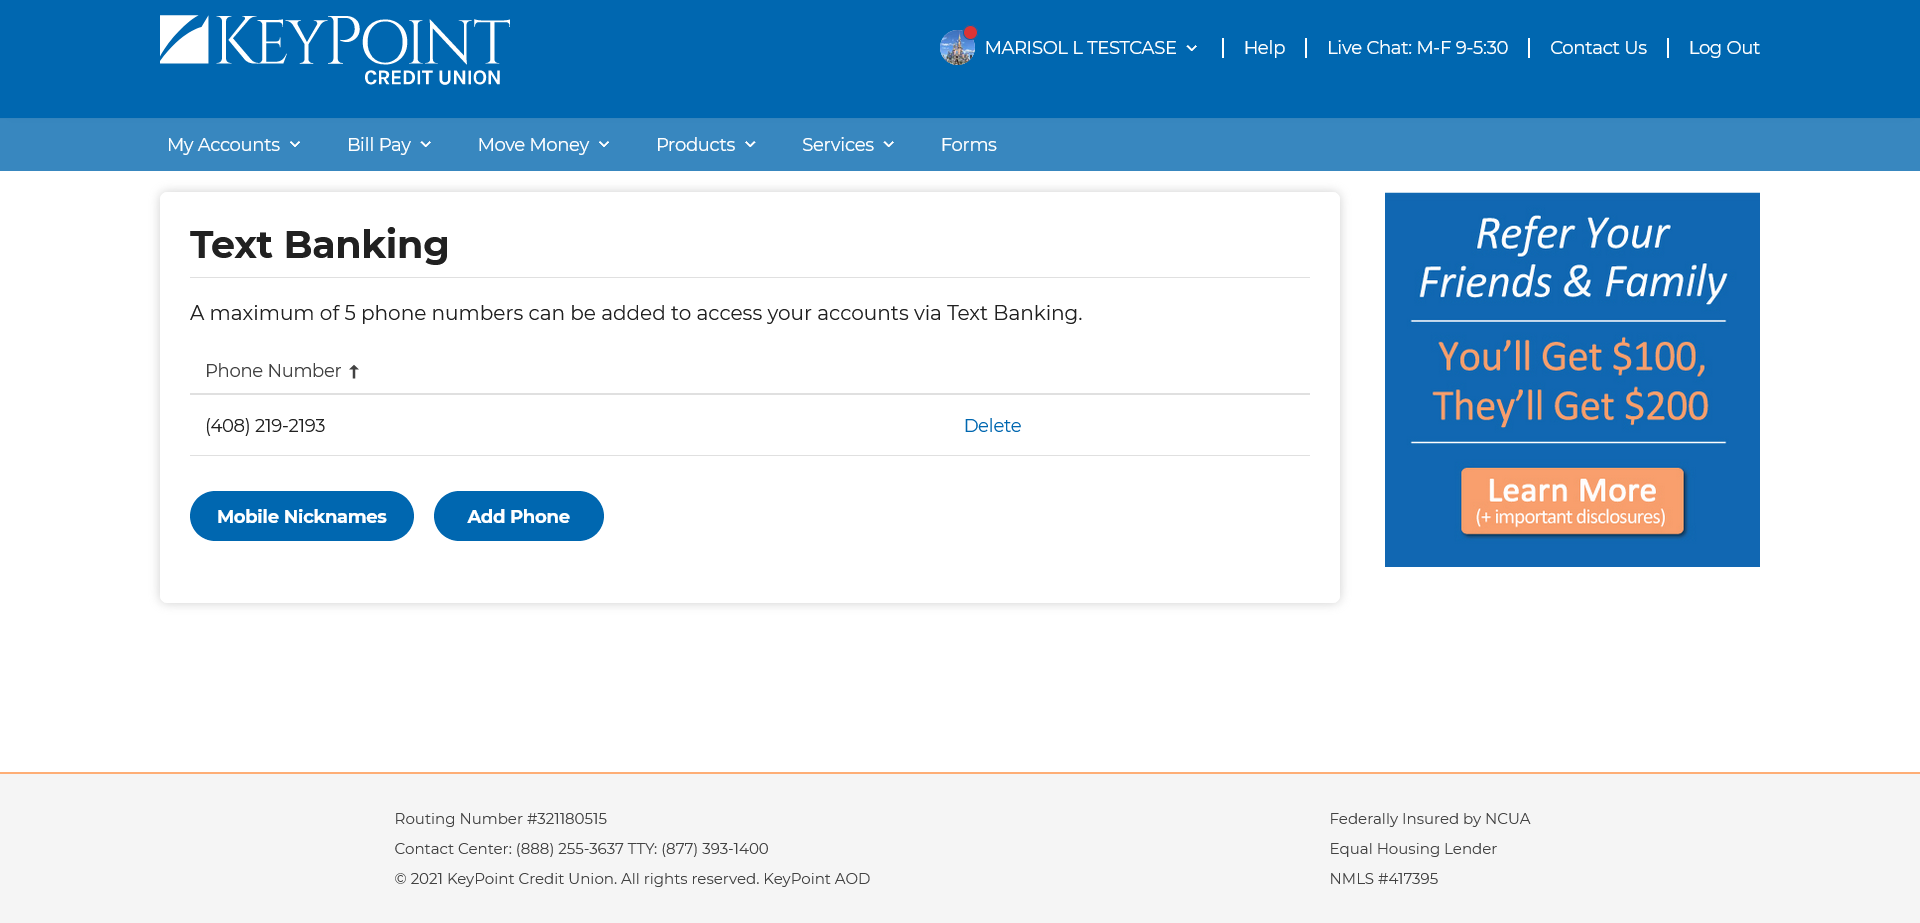 KEYPOINT
CREDIT UNION
MARISOL L TESTCASE
Help
Live Chat: M-F 9-5:30
Contact Us
Log Out
My Accounts
Bill Pay
Move Money
Products
Services
Forms
Text Banking
A maximum of 5 phone numbers can be added to access your accounts via Text Banking.
Phone Number
(408) 219-2193
Delete
Mobile Nicknames
Add Phone
Refer Your
Friends & Family
You'll Get $100,
They'll Get $200
Learn More
(+ important disclosures)
Routing Number #321180515
Contact Center: (888) 255-3637 TTY: (877) 393-1400
© 2021 KeyPoint Credit Union. All rights reserved. KeyPoint AOD
Federally Insured by NCUA
Equal Housing Lender
NMLS #417395